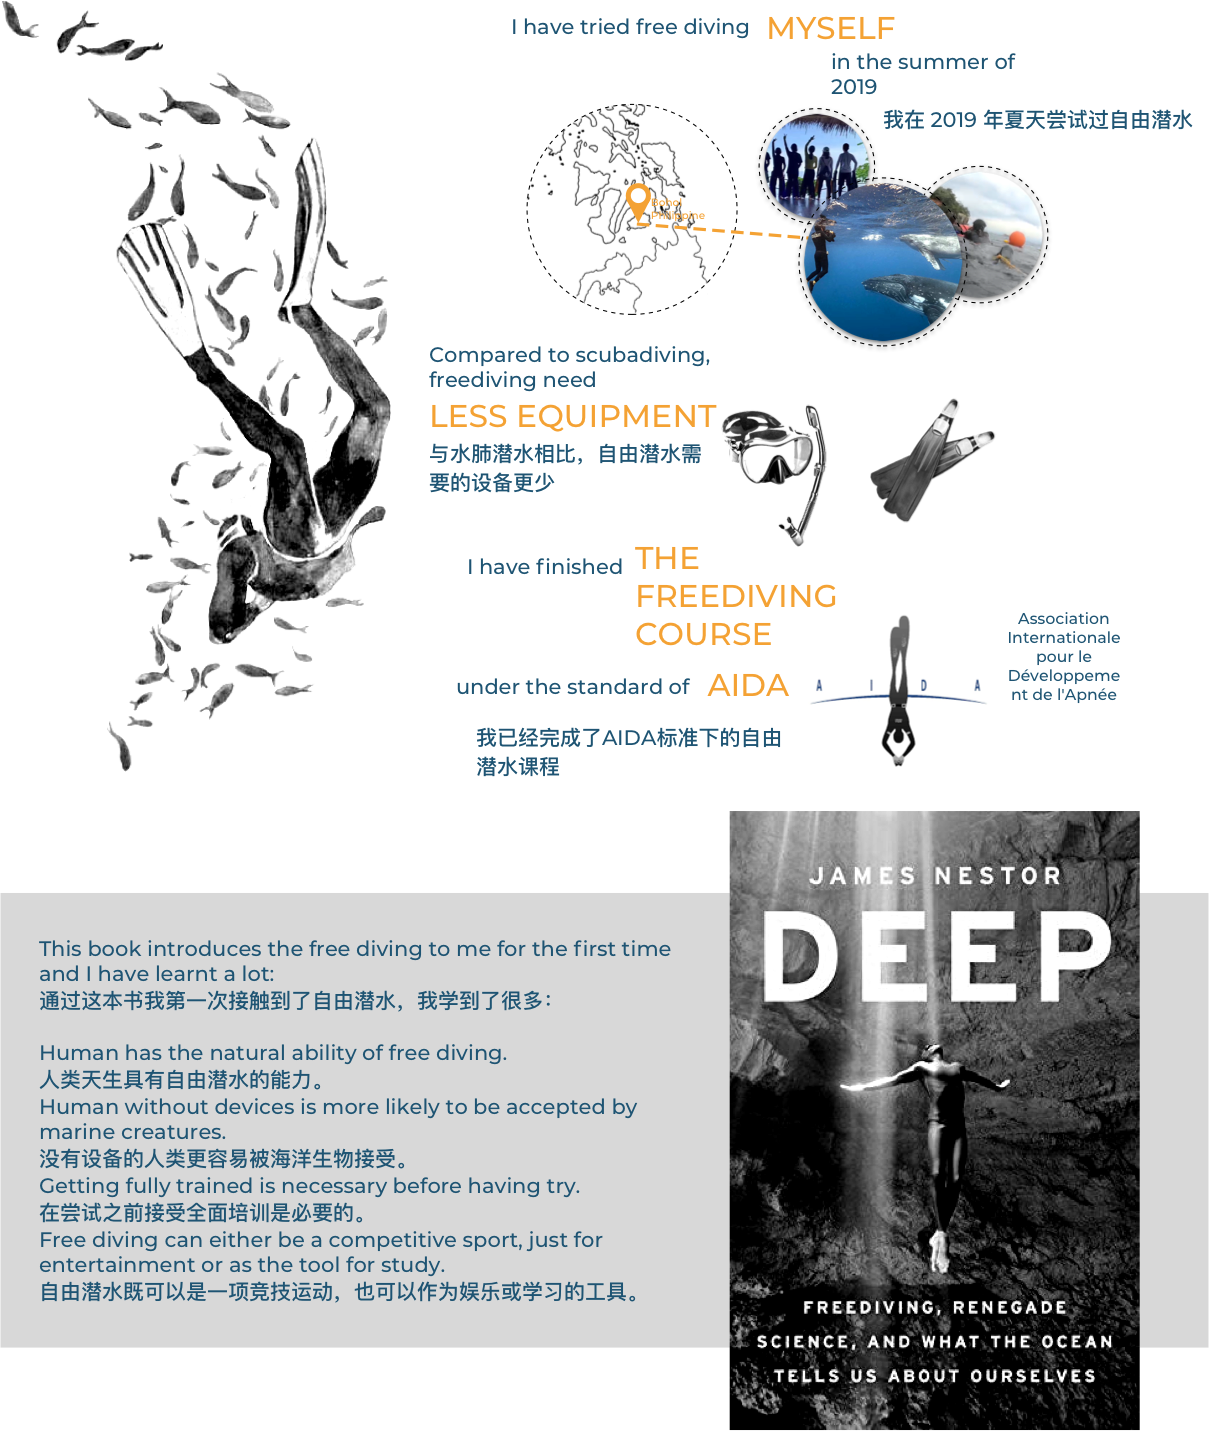 I have tried free diving MYSELF
in the summer of
2019
我在 2019 年夏天尝试过自由潜水
Bohol
Philippine
Compared to scubadiving,
freediving need
LESS EQUIPMENT
与水肺潜水相比，自由潜水需
要的设备更少
I have finished THE
FREEDIVING
COURSE
under the standard of AIDA
A I D A
Association
Internationale
pour le
Développeme
nt de l'Apnée
我已经完成了AIDA标准下的自由
潜水课程
JAMES NESTOR
DEEP
This book introduces the free diving to me for the first time
and I have learnt a lot:
通过这本书我第一次接触到了自由潜水，我学到了很多：
Human has the natural ability of free diving.
人类天生具有自由潜水的能力。
Human without devices is more likely to be accepted by
marine creatures.
没有设备的人类更容易被海洋生物接受。
Getting fully trained is necessary before having try.
在尝试之前接受全面培训是必要的。
Free diving can either be a competitive sport, just for
entertainment or as the tool for study.
自由潜水既可以是一项竞技运动，也可以作为娱乐或学习的工具。
FREEDIVING, RENEGADE
SCIENCE, AND WHAT THE OCEAN
TELLS US ABOUT OURSELVES